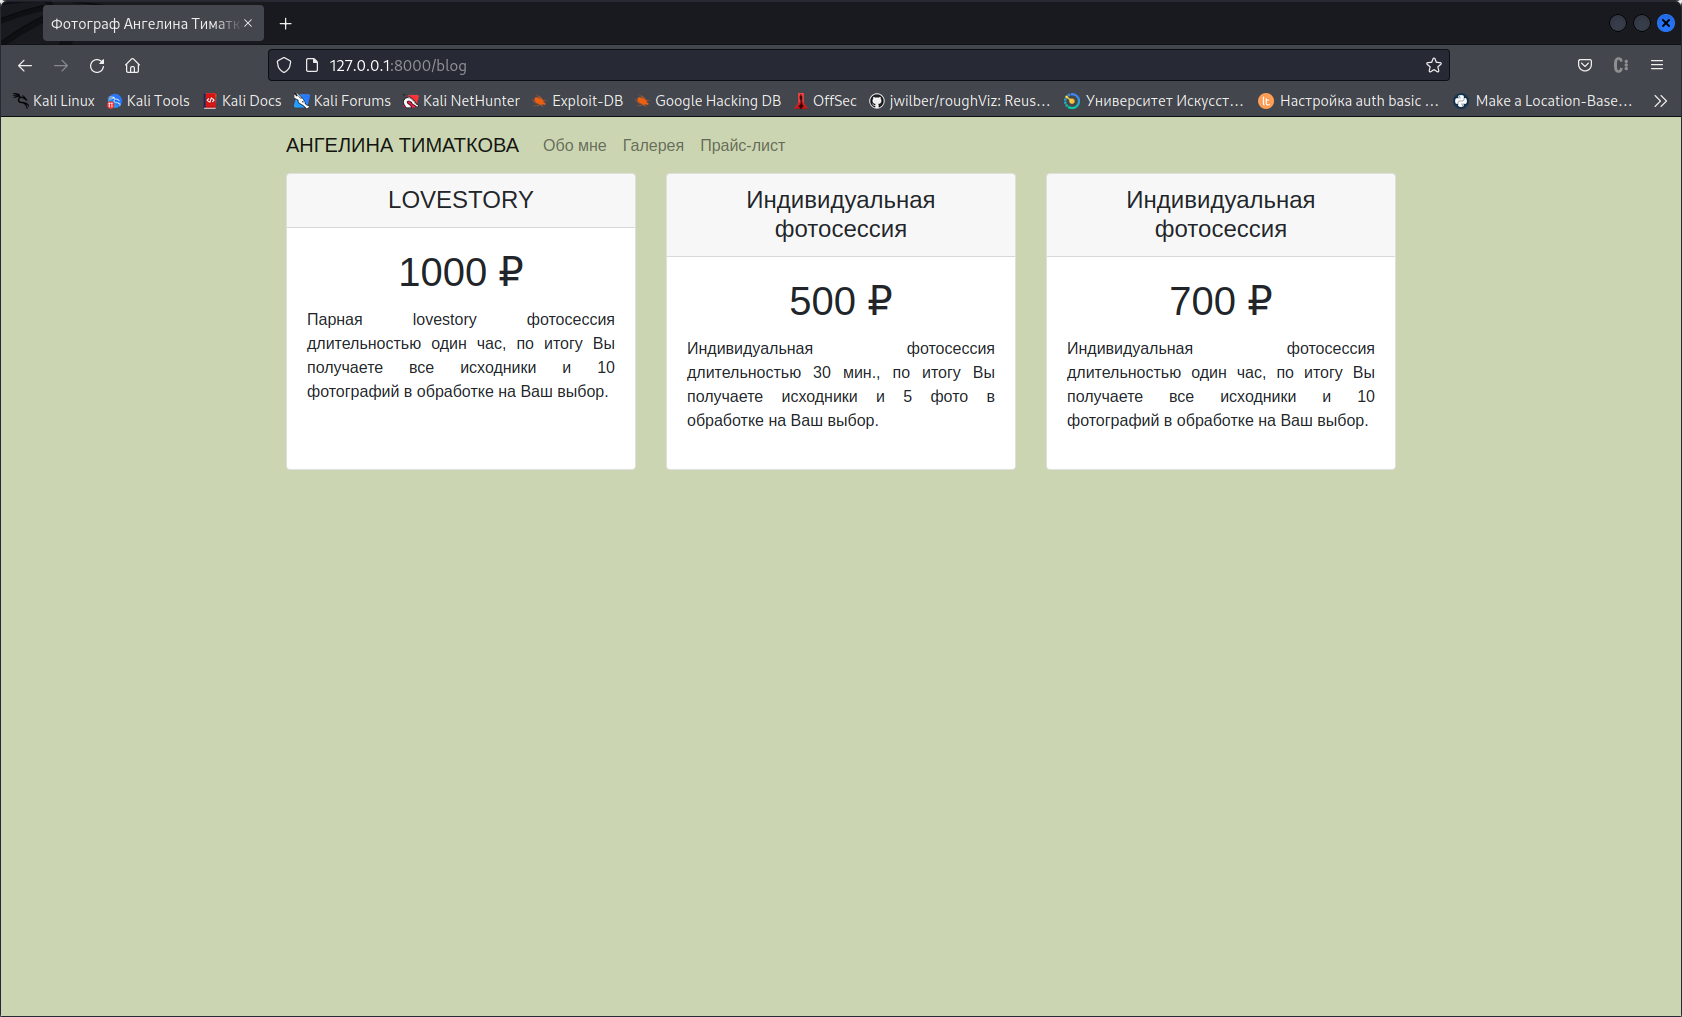 Фотограф Ангелина Тиматк
127.0.0.1:8000/blog
Kali Linux Kali Tools Kali Docs Kali Forums Kali NetHunter Exploit-DB Google Hacking DB OffSec jwilber/roughViz: Reus… Университет Искусст… Настройка auth basic … Make a Location-Base…
АНГЕЛИНА ТИМАТКОВА Обо мне Галерея Прайс-лист
LOVESTORY
1000 ₽
Парная lovestory фотосессия
длительностью один час, по итогу Вы
получаете все исходники и 10
фотографий в обработке на Ваш выбор.
Индивидуальная
фотосессия
500 ₽
Индивидуальная фотосессия
длительностью 30 мин., по итогу Вы
получаете исходники и 5 фото в
обработке на Ваш выбор.
Индивидуальная
фотосессия
700 ₽
Индивидуальная фотосессия
длительностью один час, по итогу Вы
получаете все исходники и 10
фотографий в обработке на Ваш выбор.